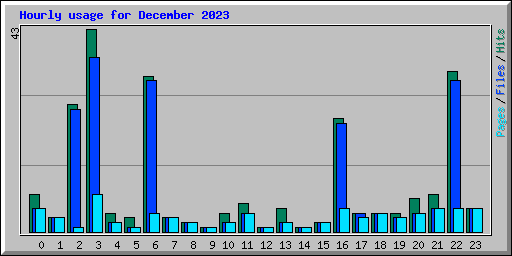 Hourly usage for December 2023
43
Pages/Files/Hits
0 1 2 3 4 5 6 7 8 9 10 11 12 13 14 15 16 17 18 19 20 21 22 23